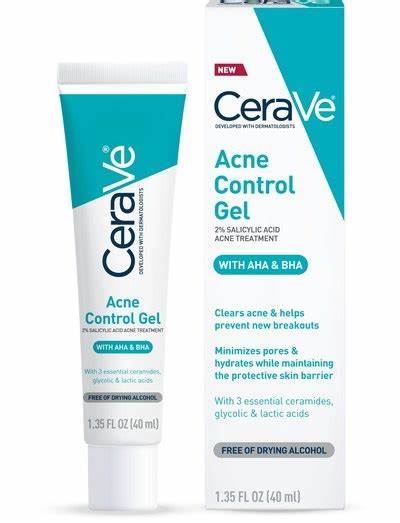 CeraVe
DEVELOPED WITH DERMATOLOGISTS
Acne
Control Gel
2% SALICYLIC ACID ACNE TREATMENT
WITH AHA & BHA
With 3 essential ceramides,
glycolic & lactic acids
FREE OF DRYING ALCOHOL
1.35 FL OZ (40 ml)
NEW
CeraVe
DEVELOPED WITH DERMATOLOGISTS
Acne
Control
Gel
2% SALICYLIC ACID
ACNE TREATMENT
WITH AHA & BHA
Clears acne & helps
prevent new breakouts
Minimizes pores &
hydrates while maintaining
the protective skin barrier
With 3 essential ceramides,
glycolic & lactic acids
FREE OF DRYING ALCOHOL
1.35 FL OZ (40 ml)